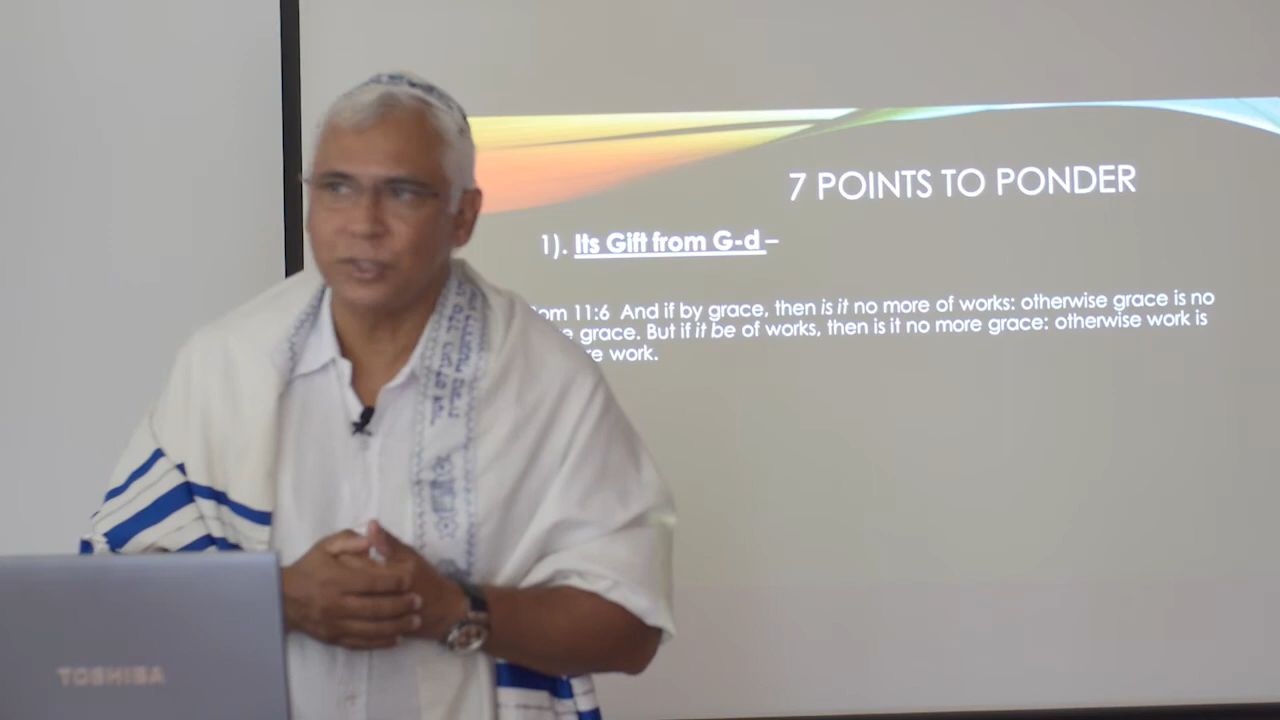 7 POINTS TO PONDER
1). Its Gift from G-d –
om 11:6 And if by grace, then is it no more of works: otherwise grace is no
e grace. But if it be of works, then is it no more grace: otherwise work is
re work.
TOSHIBA